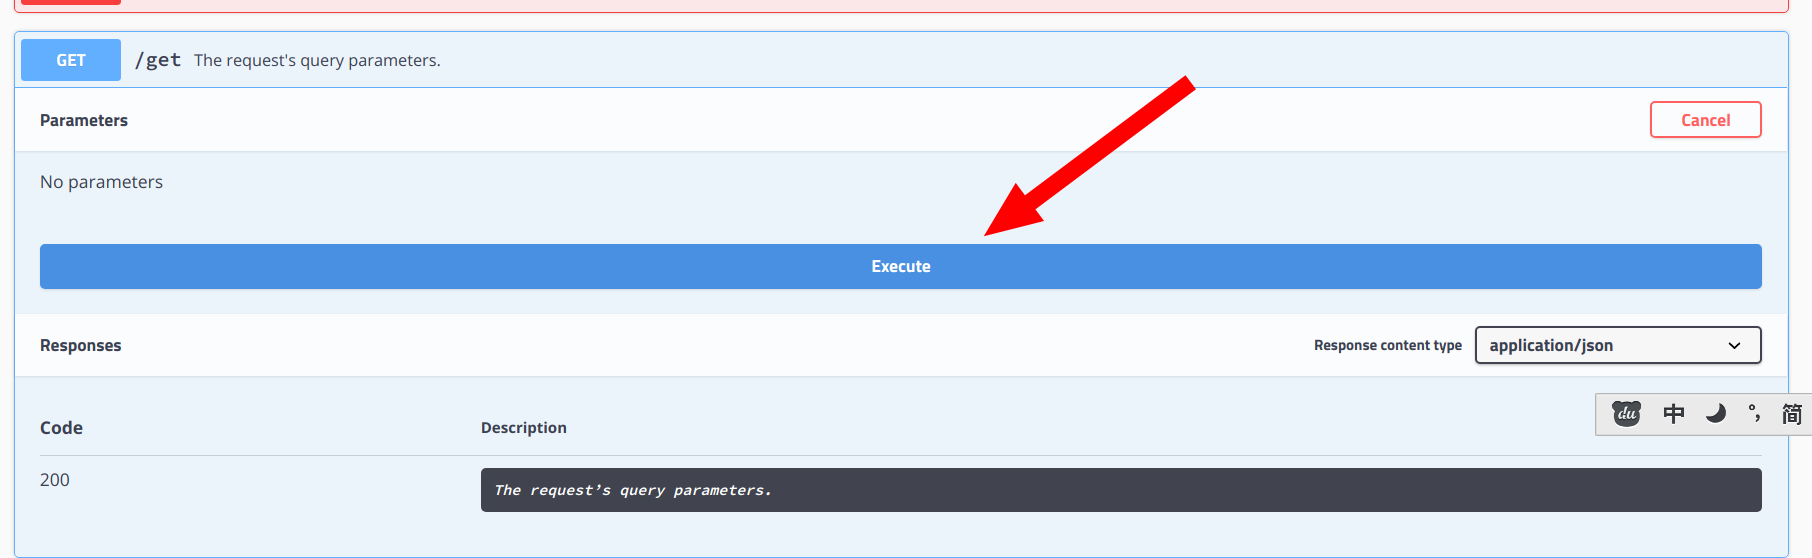 GET /get The request's query parameters.
Parameters Cancel
No parameters
Execute
Responses Response content type application/json
du 中 °, 简
Code Description
200 The request’s query parameters.